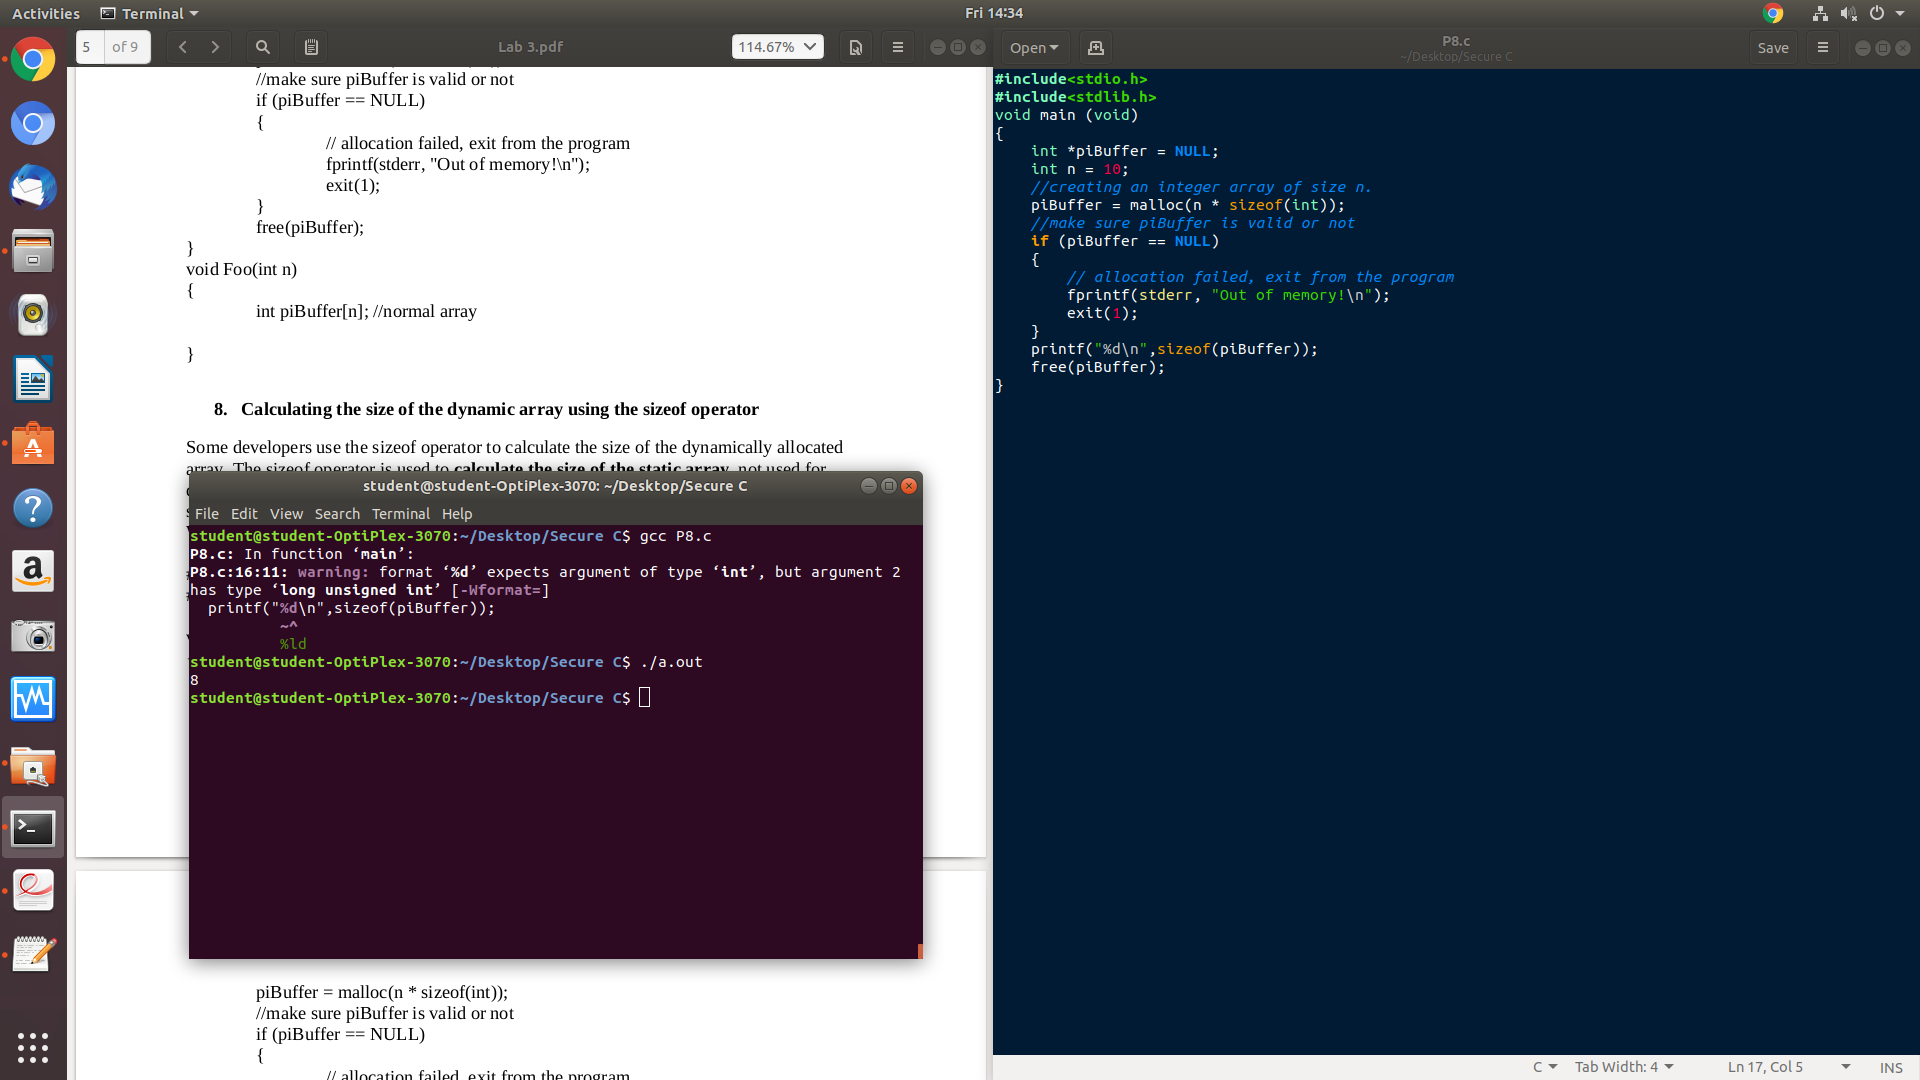 Activities
Terminal
Fri 14:34
5
of 9
Lab 3.pdf
114.67%
//make sure piBuffer is valid or not
if (piBuffer == NULL)
{
// allocation failed, exit from the program
fprintf(stderr, "Out of memory!\n");
exit(1);
}
free(piBuffer);
}
void Foo(int n)
{
int piBuffer[n]; //normal array
}
8. Calculating the size of the dynamic array using the sizeof operator
Some developers use the sizeof operator to calculate the size of the dynamically allocated
array. The sizeof operator is used to calculate the size of the static array, not used for
student@student-OptiPlex-3070: ~/Desktop/Secure C
File Edit View Search Terminal Help
student@student-OptiPlex-3070:~/Desktop/Secure C$ gcc P8.c
P8.c: In function ‘main’:
P8.c:16:11: warning: format ‘%d’ expects argument of type ‘int’, but argument 2
has type ‘long unsigned int’ [-Wformat=]
printf("%d\n",sizeof(piBuffer));
~^
%ld
student@student-OptiPlex-3070:~/Desktop/Secure C$ ./a.out
8
student@student-OptiPlex-3070:~/Desktop/Secure C$
piBuffer = malloc(n * sizeof(int));
//make sure piBuffer is valid or not
if (piBuffer == NULL)
{
// allocation failed, exit from the program
Open
P8.c
~/Desktop/Secure C
Save
#include<stdio.h>
#include<stdlib.h>
void main (void)
{
int *piBuffer = NULL;
int n = 10;
//creating an integer array of size n.
piBuffer = malloc(n * sizeof(int));
//make sure piBuffer is valid or not
if (piBuffer == NULL)
{
// allocation failed, exit from the program
fprintf(stderr, "Out of memory!\n");
exit(1);
}
printf("%d\n",sizeof(piBuffer));
free(piBuffer);
}
C
Tab Width: 4
Ln 17, Col 5
INS